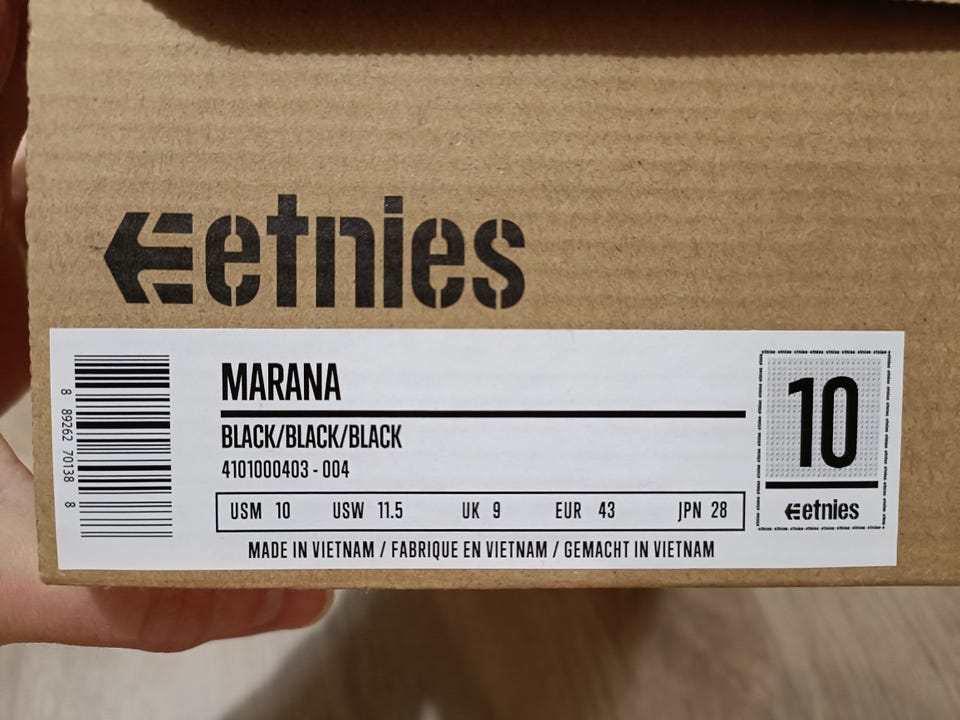 etnies
8 89262 70138 8
MARANA
BLACK/BLACK/BLACK
4101000403 - 004
USM 10 USW 11.5 UK 9 EUR 43 JPN 28
MADE IN VIETNAM / FABRIQUE EN VIETNAM / GEMACHT IN VIETNAM
10
etnies